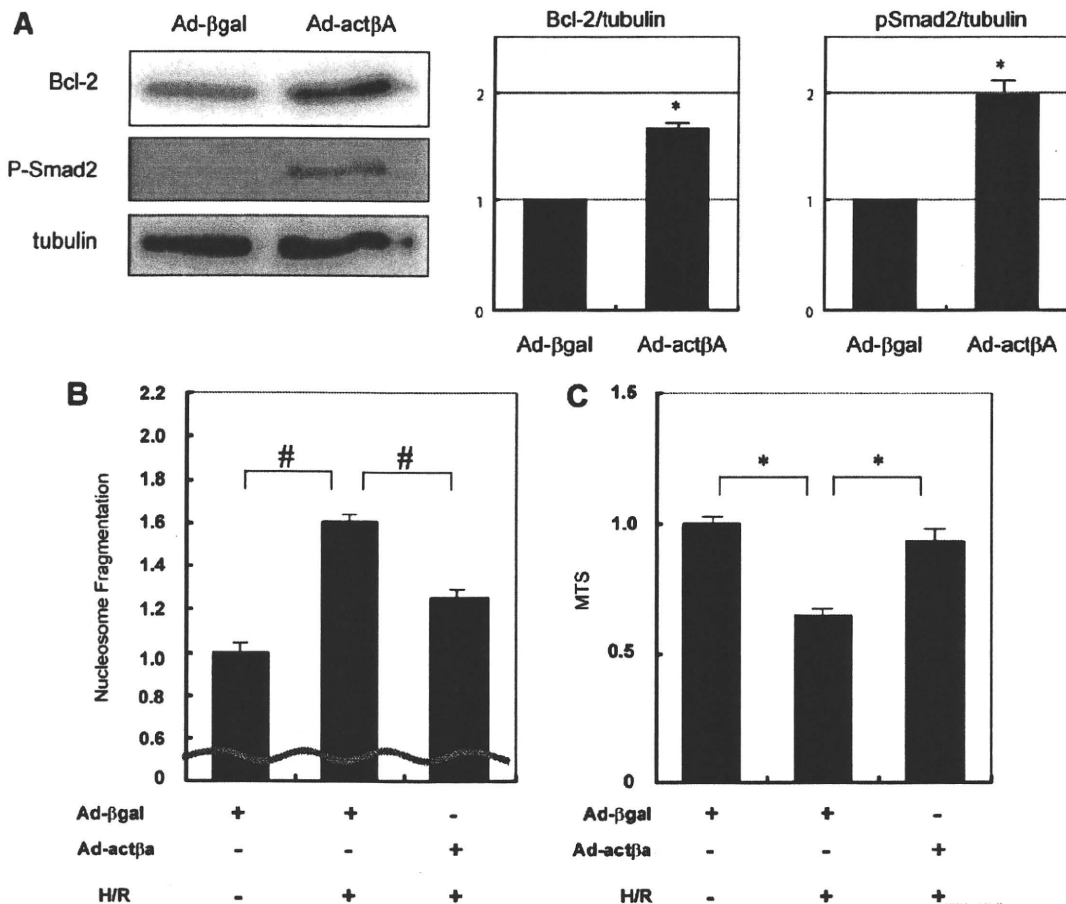 A
Ad-βgal Ad-actβA
Bcl-2
P-Smad2
tubulin
Bcl-2/tubulin
2
1
0
*
Ad-βgal Ad-actβA
pSmad2/tubulin
2
1
0
*
Ad-βgal Ad-actβA
B
Nucleosome Fragmentation
2.2
2.0
1.8
1.6
1.4
1.2
1.0
0.8
0.6
0
# #
Ad-βgal + + -
Ad-actβa - - +
H/R - + +
C
MTS
1.5
1.0
0.5
0
* *
Ad-βgal + + -
Ad-actβa - - +
H/R - + +